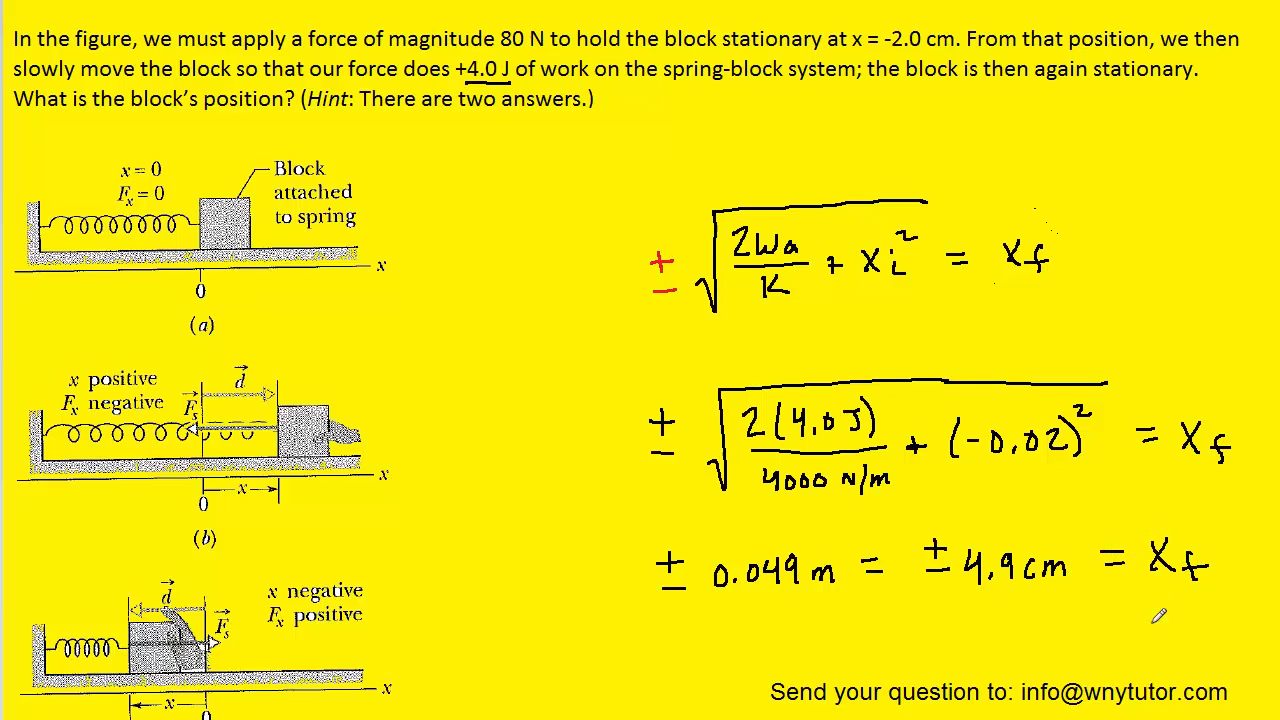 In the figure, we must apply a force of magnitude 80 N to hold the block stationary at x = -2.0 cm. From that position, we then
slowly move the block so that our force does +4.0 J of work on the spring-block system; the block is then again stationary.
What is the block's position? (Hint: There are two answers.)
x = 0
Fx = 0
Block
attached
to spring
x
0
(a)
x positive
Fx negative
d
Fs
x
x
0
(b)
x negative
Fx positive
d
Fs
x
x
0
± √(2Wa/K + xi²) = xf
± √(2(4.0 J)/4000 N/m + (-0.02)²) = xf
± 0.049 m = ± 4.9 cm = xf
Send your question to: info@wnytutor.com